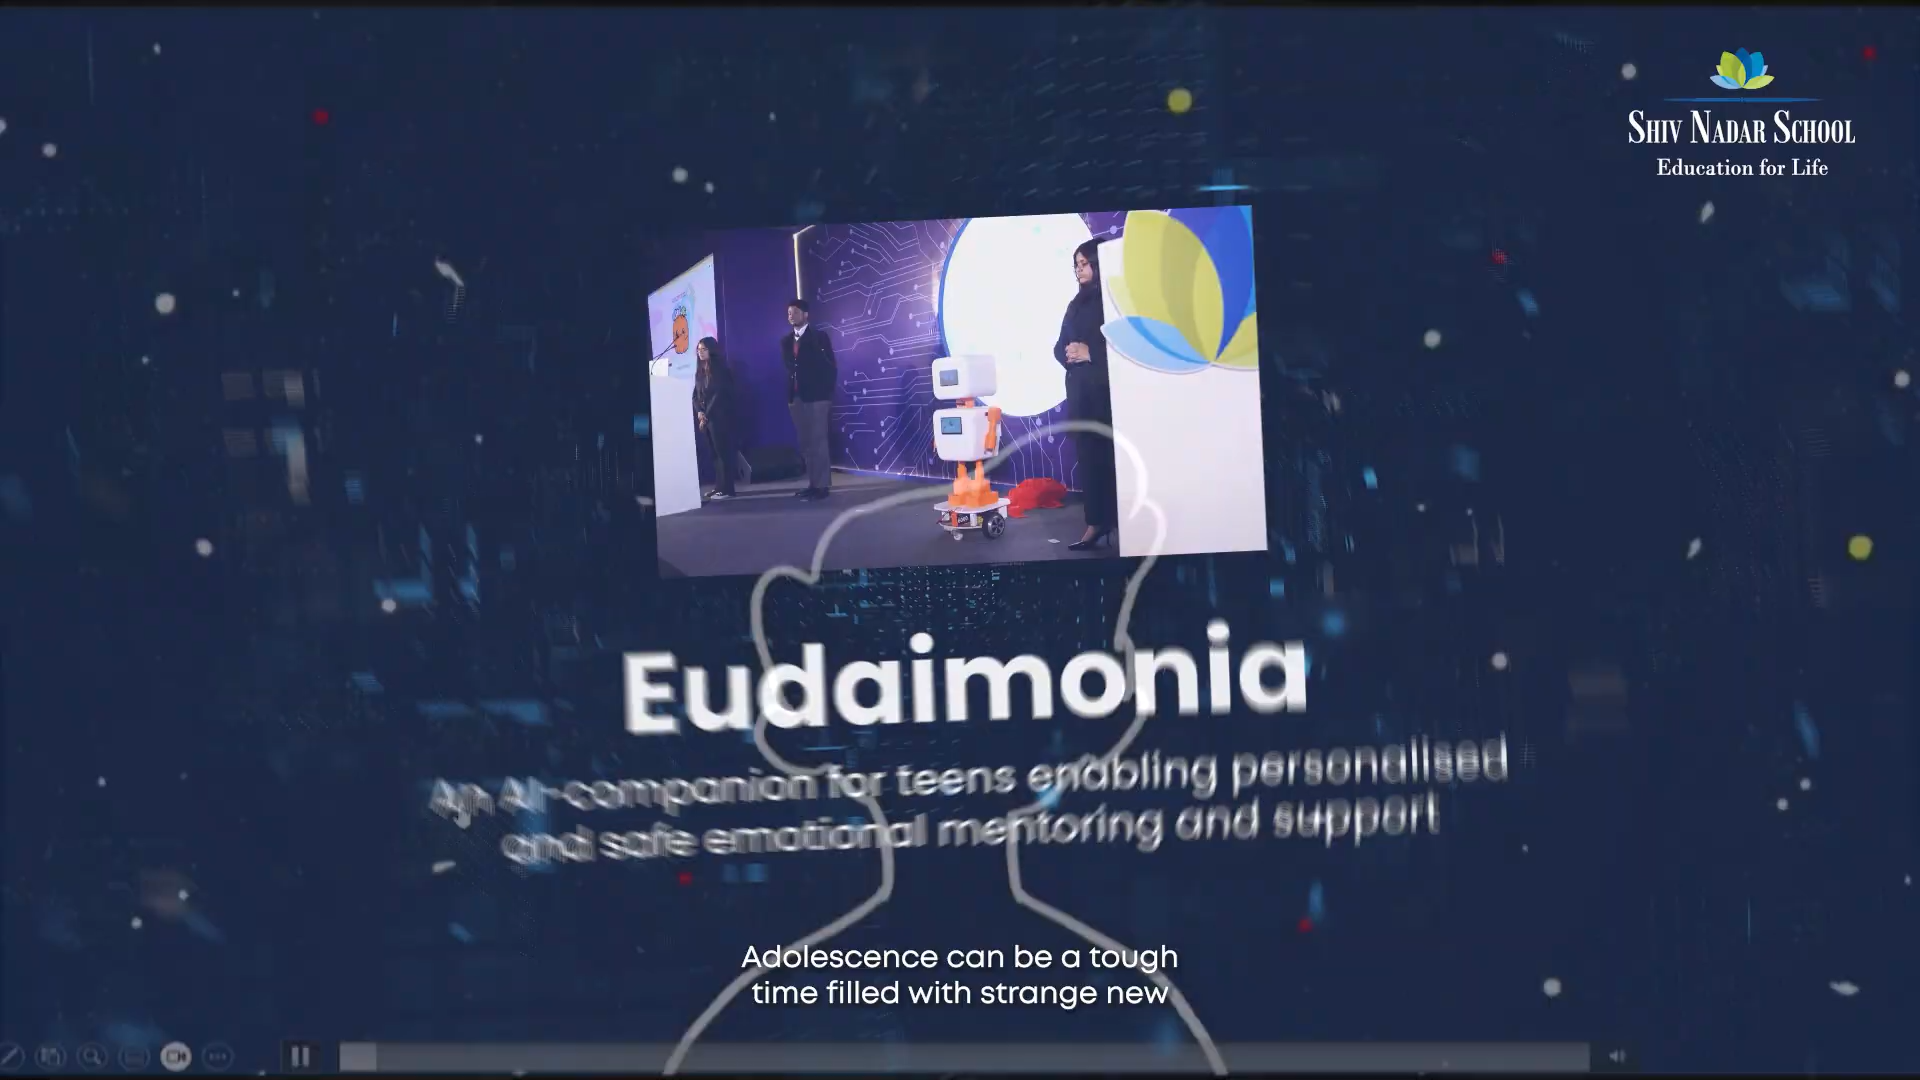 SHIV NADAR SCHOOL
Education for Life
Eudaimonia
An AI-companion for teens enabling personalised
and safe emotional mentoring and support
Adolescence can be a tough
time filled with strange new